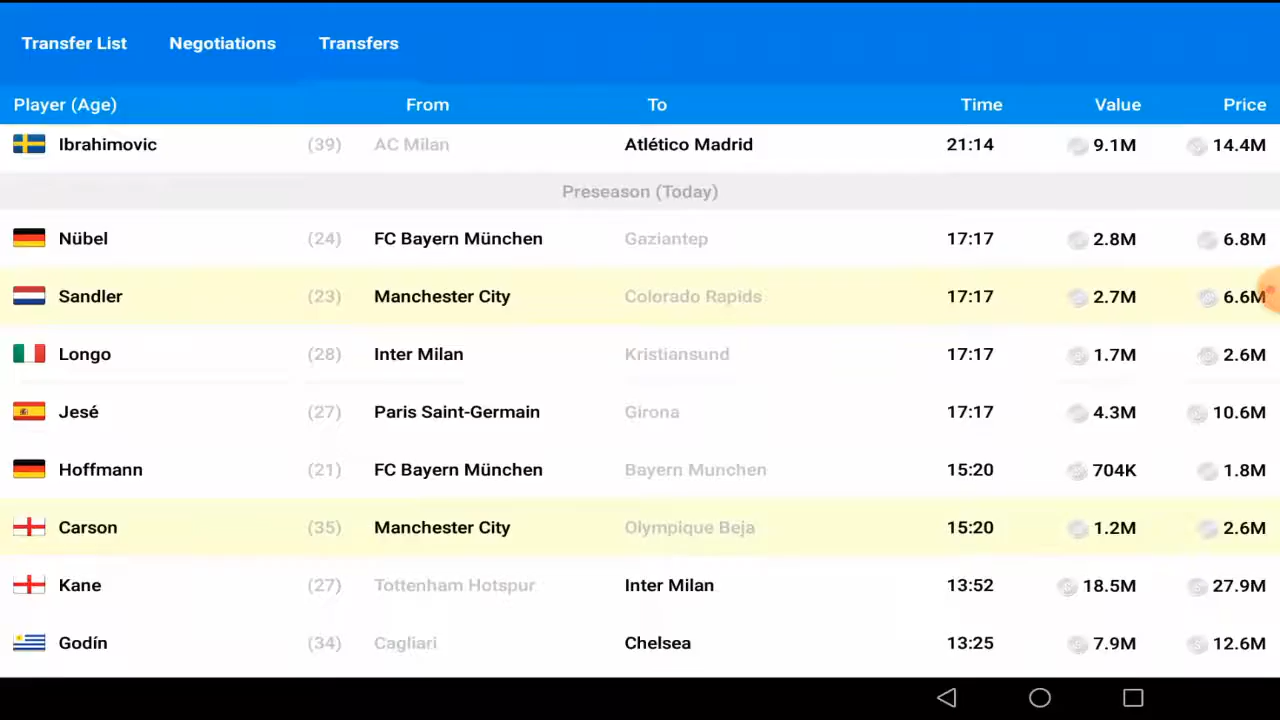 Transfer List Negotiations Transfers
Player (Age) From To Time Value Price
Ibrahimovic (39) AC Milan Atlético Madrid 21:14 9.1M 14.4M
Preseason (Today)
Nübel (24) FC Bayern München Gaziantep 17:17 2.8M 6.8M
Sandler (23) Manchester City Colorado Rapids 17:17 2.7M 6.6M
Longo (28) Inter Milan Kristiansund 17:17 1.7M 2.6M
Jesé (27) Paris Saint-Germain Girona 17:17 4.3M 10.6M
Hoffmann (21) FC Bayern München Bayern Munchen 15:20 704K 1.8M
Carson (35) Manchester City Olympique Beja 15:20 1.2M 2.6M
Kane (27) Tottenham Hotspur Inter Milan 13:52 18.5M 27.9M
Godín (34) Cagliari Chelsea 13:25 7.9M 12.6M